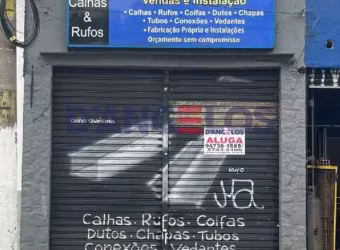 Vendas e Instalação
Calhas
&
Rufos
• Calhas • Rufos • Coifas • Dutos • Chapas
• Tubos • Conexões • Vedantes
• Fabricação Própria e Instalações
Orçamento sem compromisso
D'ANCELOS
D'ANCELOS
ALUGA
Calhas • Rufos • Coifas
Dutos • Chapas • Tubos
Conexões • Vedantes